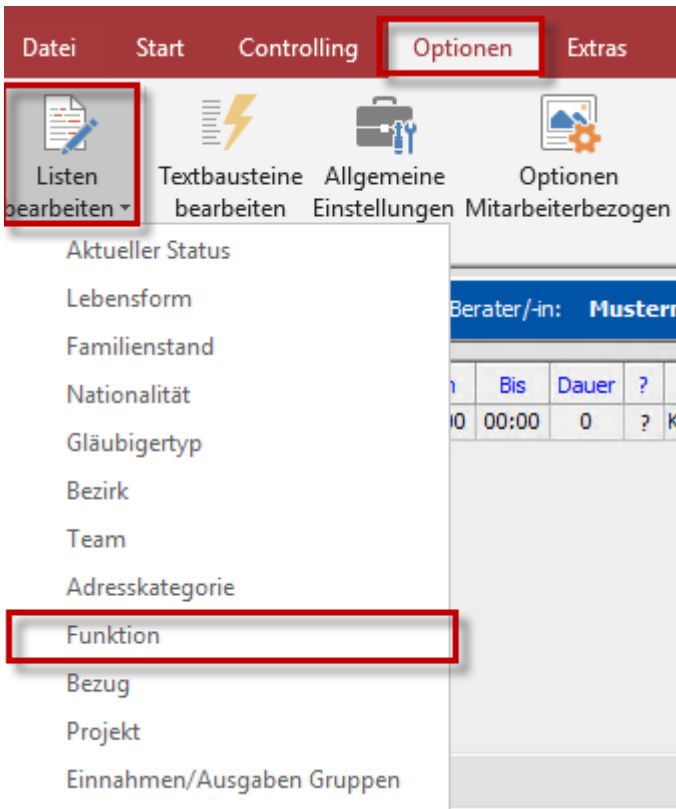 Datei Start Controlling Optionen Extras
Listen bearbeiten
Textbausteine bearbeiten
Allgemeine Einstellungen
Optionen Mitarbeiterbezogen
Aktueller Status
Lebensform
Familienstand
Nationalität
Gläubigertyp
Bezirk
Team
Adresskategorie
Funktion
Bezug
Projekt
Einnahmen/Ausgaben Gruppen
Berater/-in:
Bis Dauer ?
00:00 0 ?